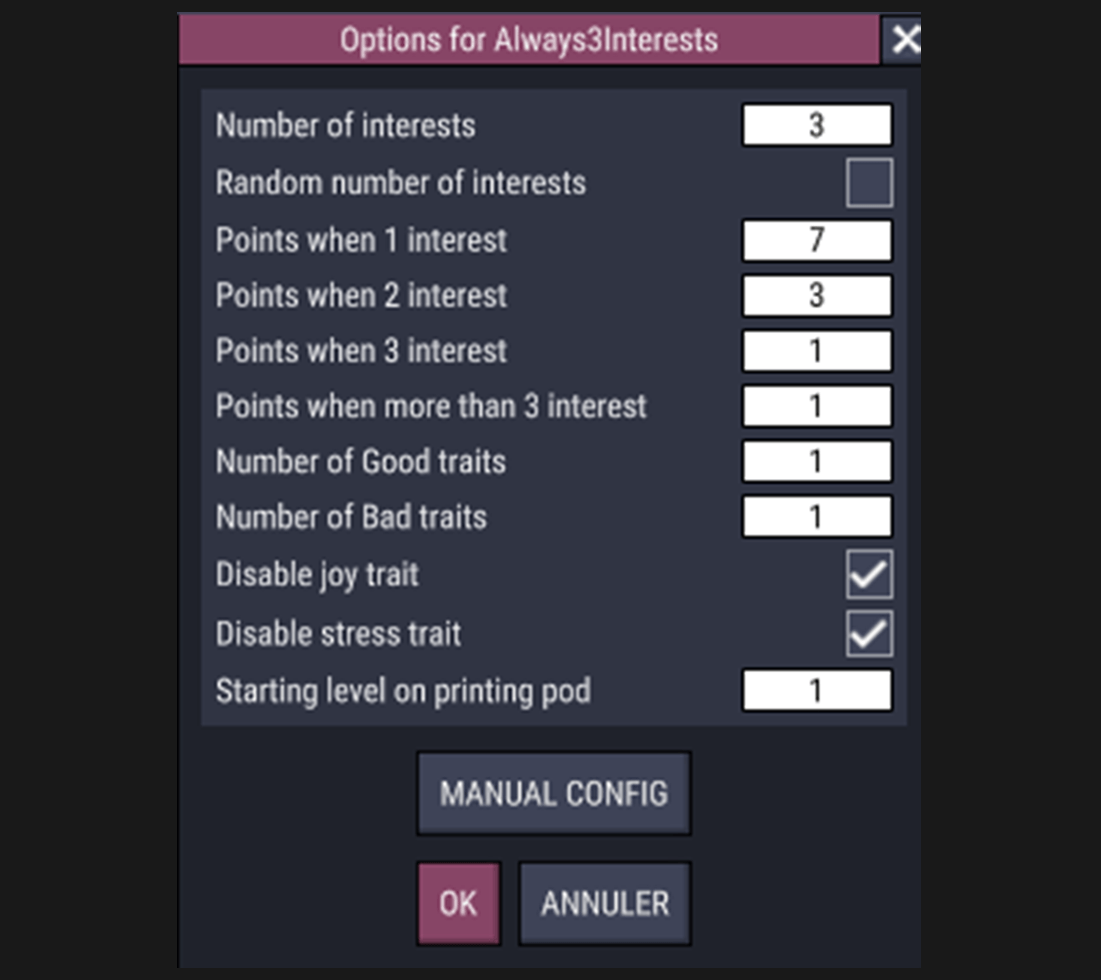 Options for Always3Interests
Number of interests 3
Random number of interests
Points when 1 interest 7
Points when 2 interest 3
Points when 3 interest 1
Points when more than 3 interest 1
Number of Good traits 1
Number of Bad traits 1
Disable joy trait
Disable stress trait
Starting level on printing pod 1
MANUAL CONFIG
OK ANNULER